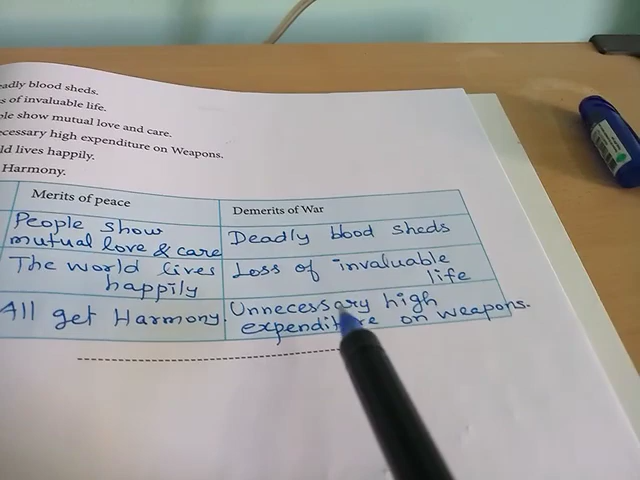 eadly blood sheds.
s of invaluable life.
ple show mutual love and care.
ecessary high expenditure on Weapons.
ld lives happily.
Harmony.
Merits of peace
Demerits of War
People show
mutual love & care
Deadly blood sheds
The world lives
happily
Loss of invaluable
life
All get Harmony.
Unnecessary high
expenditure on weapons.